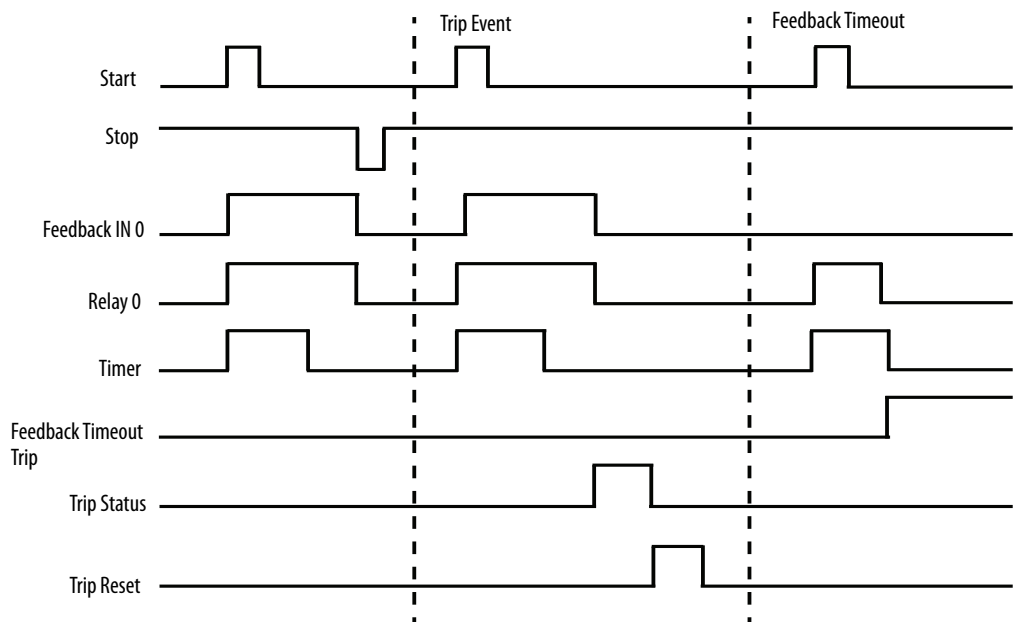 Trip Event
Feedback Timeout
Start
Stop
Feedback IN 0
Relay 0
Timer
Feedback Timeout
Trip
Trip Status
Trip Reset